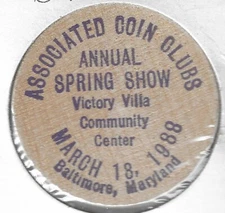 ASSOCIATED COIN CLUBS
ANNUAL
SPRING SHOW
Victory Villa
Community
Center
MARCH 18, 1988
Baltimore, Maryland